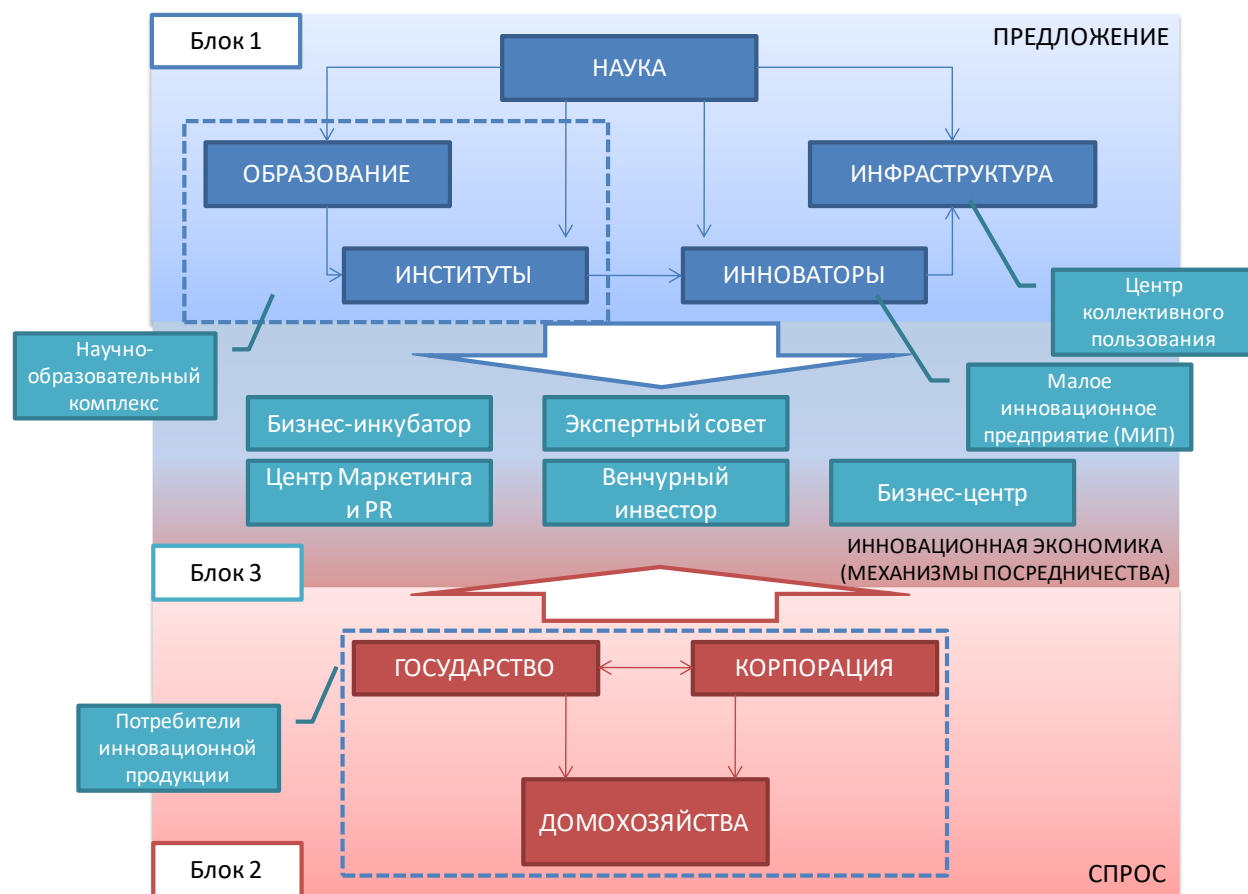 Блок 1
ПРЕДЛОЖЕНИЕ
НАУКА
ОБРАЗОВАНИЕ
ИНФРАСТРУКТУРА
ИНСТИТУТЫ
ИННОВАТОРЫ
Центр
коллективного
пользования
Научно-
образовательный
комплекс
Малое
инновационное
предприятие (МИП)
Бизнес-инкубатор
Экспертный совет
Центр Маркетинга
и PR
Венчурный
инвестор
Бизнес-центр
Блок 3
ИННОВАЦИОННАЯ ЭКОНОМИКА
(МЕХАНИЗМЫ ПОСРЕДНИЧЕСТВА)
ГОСУДАРСТВО
КОРПОРАЦИЯ
Потребители
инновационной
продукции
ДОМОХОЗЯЙСТВА
Блок 2
СПРОС